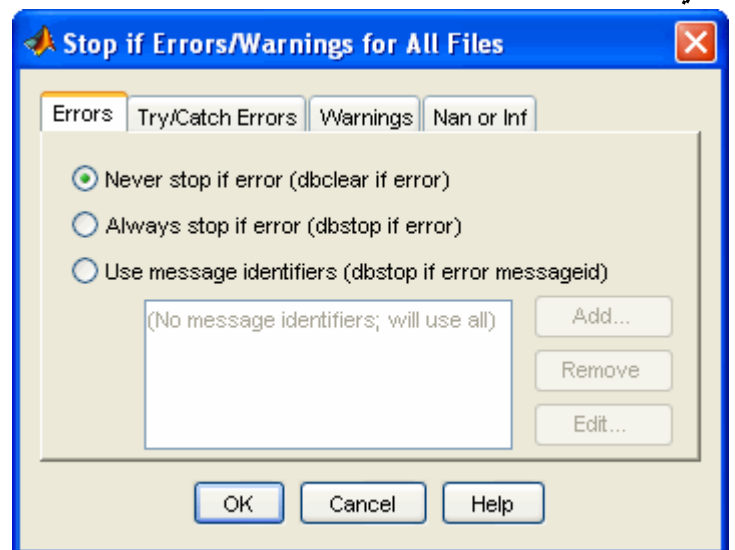 Stop if Errors/Warnings for All Files
Errors Try/Catch Errors Warnings Nan or Inf
Never stop if error (dbclear if error)
Always stop if error (dbstop if error)
Use message identifiers (dbstop if error messageid)
(No message identifiers; will use all)
Add...
Remove
Edit...
OK Cancel Help